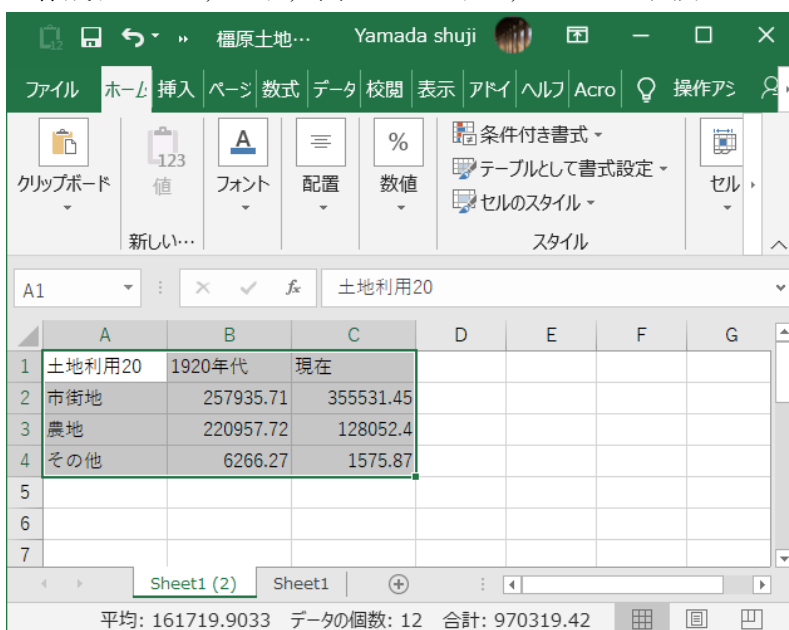 橿原土地… Yamada shuji
ファイル ホーム 挿入 ページ 数式 データ 校閲 表示 アドイ ヘルプ Acro 操作アシ
クリップボード
123
値
新しい…
A
フォント
配置
%
数値
条件付き書式
テーブルとして書式設定
セルのスタイル
スタイル
セル
A1 fx 土地利用20
A B C D E F G
1 土地利用20 1920年代 現在
2 市街地 257935.71 355531.45
3 農地 220957.72 128052.4
4 その他 6266.27 1575.87
5
6
7
Sheet1 (2) Sheet1
平均: 161719.9033 データの個数: 12 合計: 970319.42